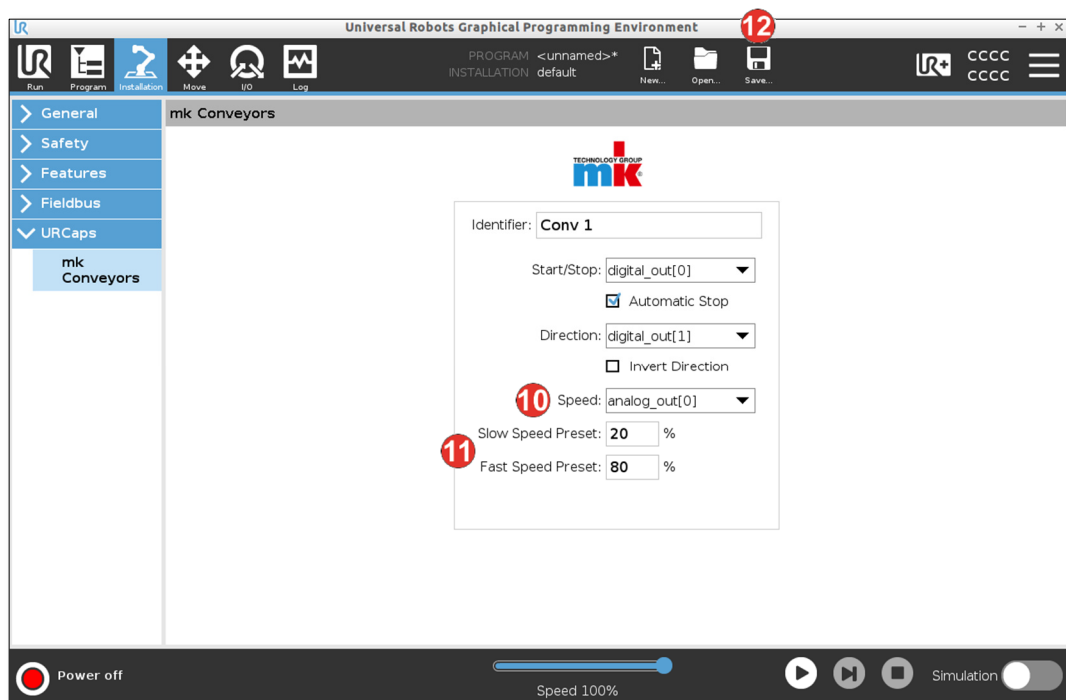 UR
Universal Robots Graphical Programming Environment
12
UR Run
Program
Installation
Move
I/O
Log
PROGRAM <unnamed>*
INSTALLATION default
New...
Open...
Save...
UR+
CCCC
CCCC
General
Safety
Features
Fieldbus
URCaps
mk
Conveyors
mk Conveyors
TECHNOLOGY GROUP
mk®
Identifier: Conv 1
Start/Stop: digital_out[0]
Automatic Stop
Direction: digital_out[1]
Invert Direction
10 Speed: analog_out[0]
11
Slow Speed Preset: 20 %
Fast Speed Preset: 80 %
Power off
Speed 100%
Simulation